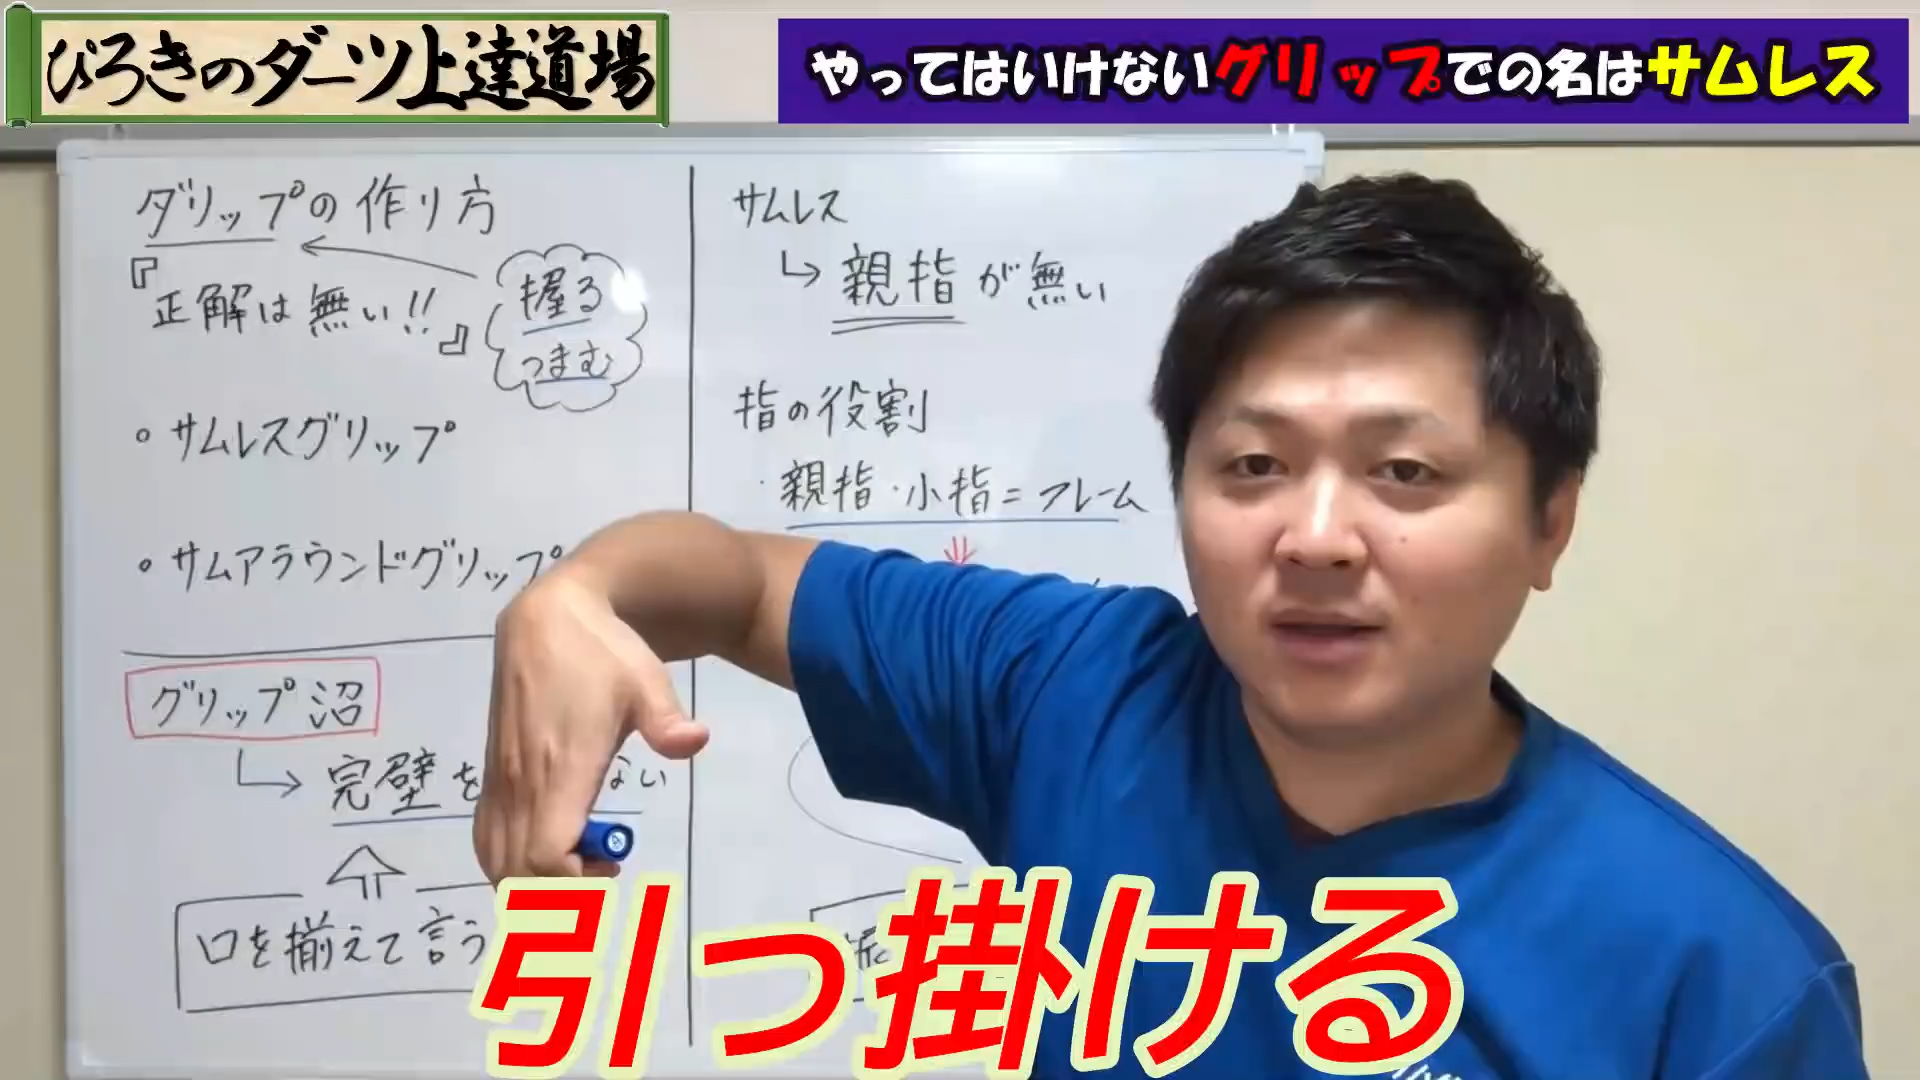 ひろきのダーツ上達道場
やってはいけないグリップでの名はサムレス
グリップの作り方
『正解は無い!!』
握る
つまむ
・サムレスグリップ
・サムアラウンドグリップ
グリップ沼
↳完璧を
ない
口を揃えて言う
サムレス
↳親指が無い
指の役割
・親指・小指=フレーム
引っ掛ける